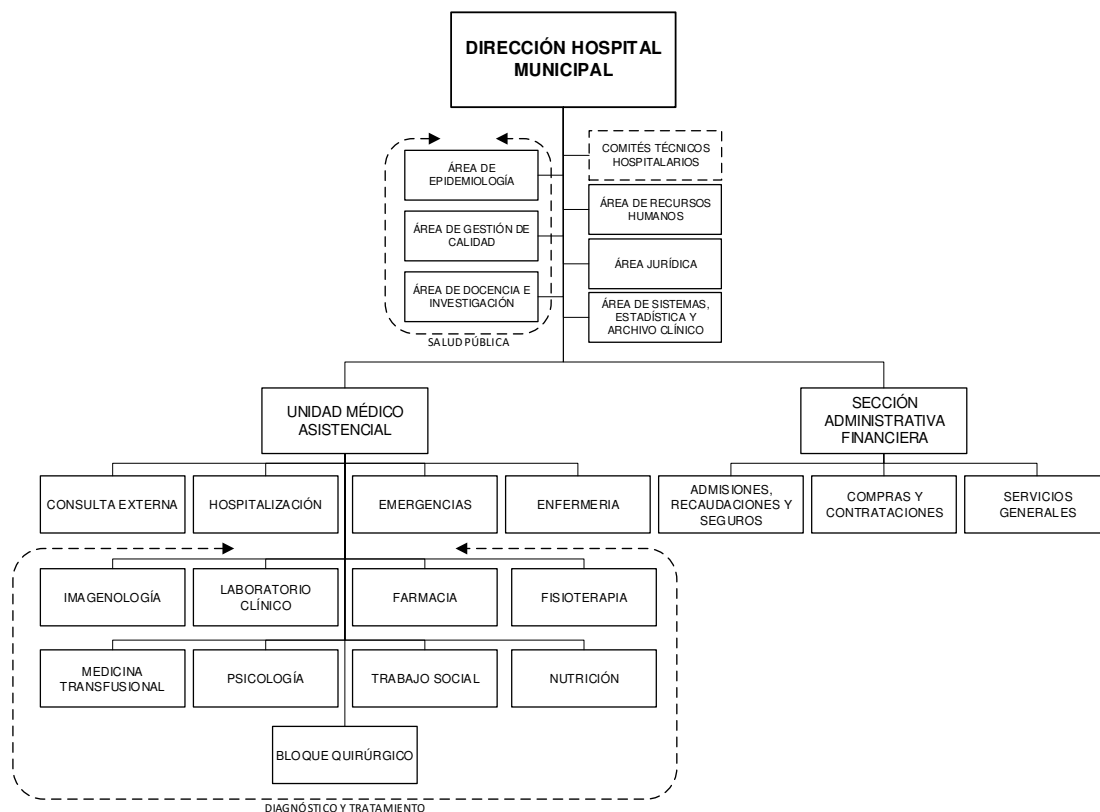 DIRECCIÓN HOSPITAL
MUNICIPAL
COMITÉS TÉCNICOS
HOSPITALARIOS
ÁREA DE
EPIDEMIOLOGÍA
ÁREA DE RECURSOS
HUMANOS
ÁREA DE GESTIÓN DE
CALIDAD
ÁREA JURÍDICA
ÁREA DE DOCENCIA E
INVESTIGACIÓN
ÁREA DE SISTEMAS,
ESTADÍSTICA Y
ARCHIVO CLÍNICO
SALUD PÚBLICA
UNIDAD MÉDICO
ASISTENCIAL
SECCIÓN
ADMINISTRATIVA
FINANCIERA
CONSULTA EXTERNA
HOSPITALIZACIÓN
EMERGENCIAS
ENFERMERIA
ADMISIONES,
RECAUDACIONES Y
SEGUROS
COMPRAS Y
CONTRATACIONES
SERVICIOS
GENERALES
IMAGENOLOGÍA
LABORATORIO
CLÍNICO
FARMACIA
FISIOTERAPIA
MEDICINA
TRANSFUSIONAL
PSICOLOGÍA
TRABAJO SOCIAL
NUTRICIÓN
BLOQUE QUIRÚRGICO
DIAGNÓSTICO Y TRATAMIENTO